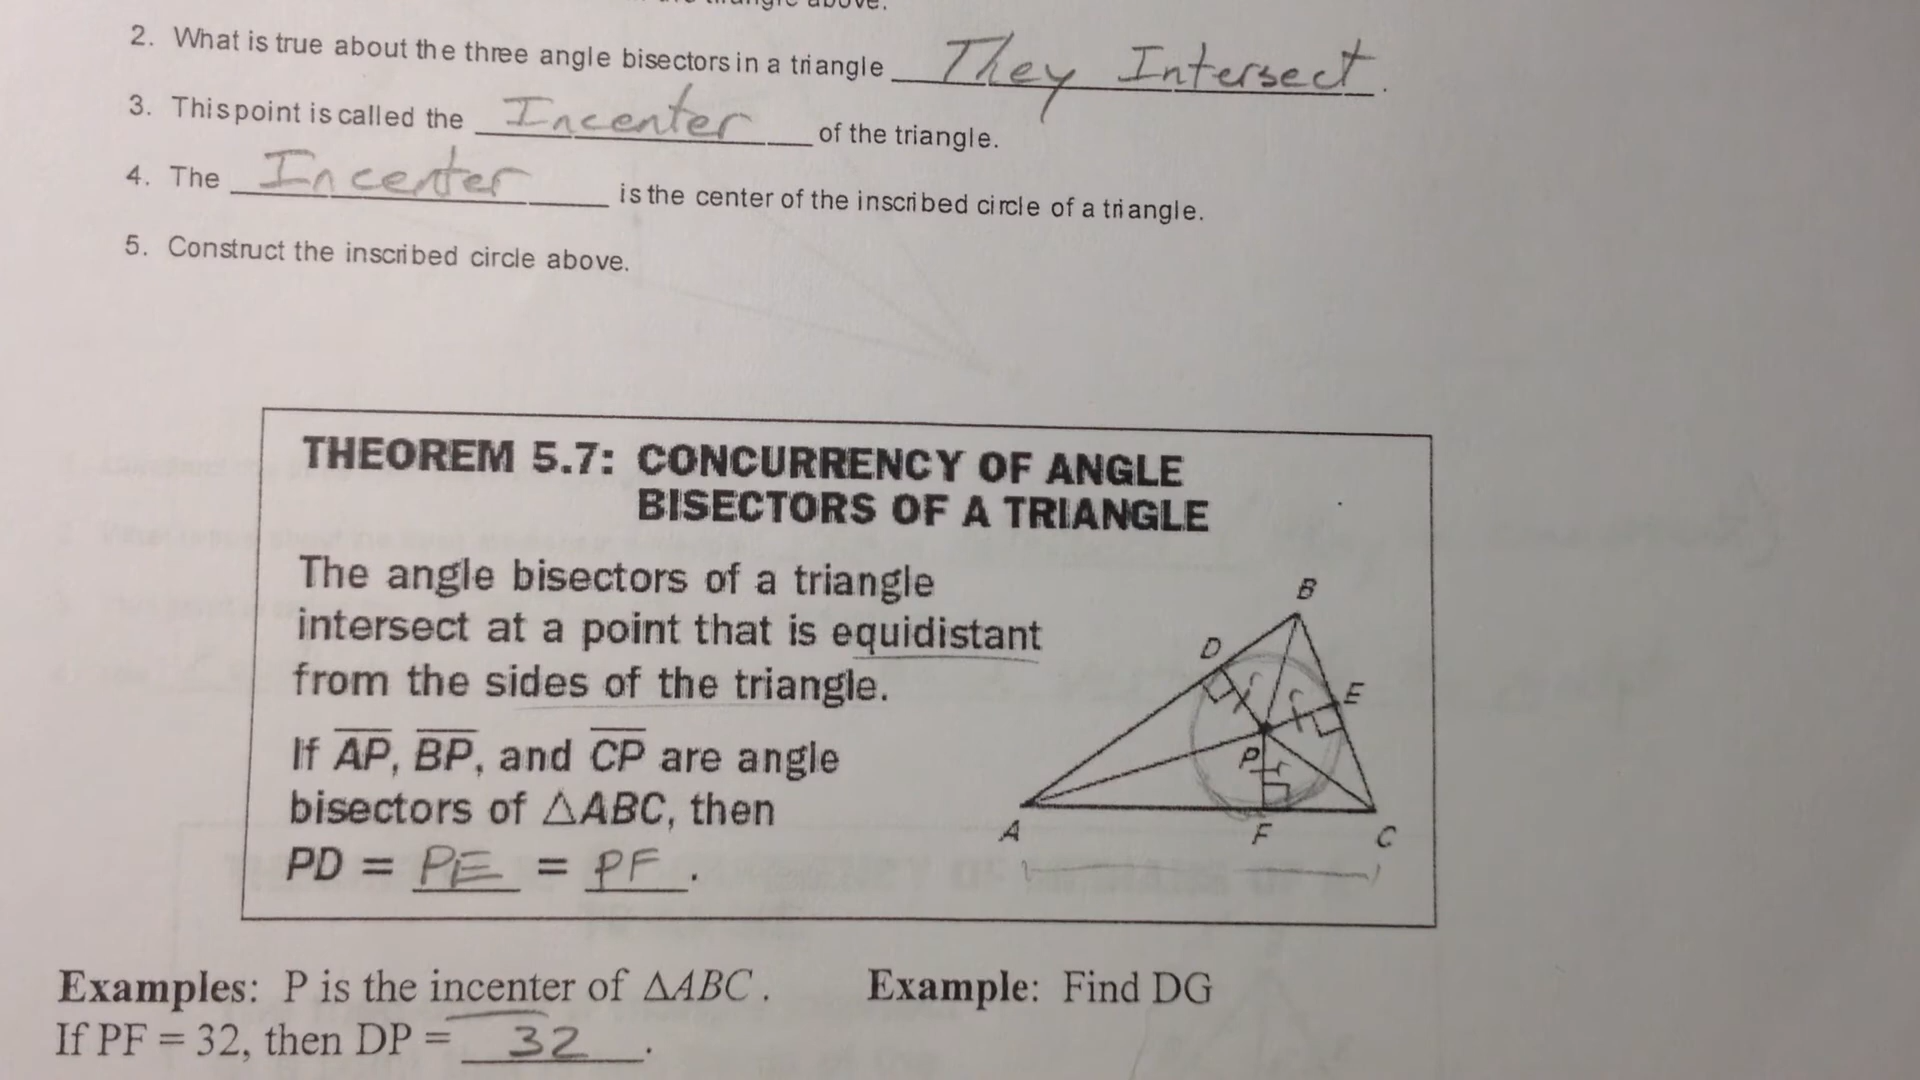 above.
2. What is true about the three angle bisectors in a triangle They Intersect.
3. This point is called the Incenter of the triangle.
4. The Incenter is the center of the inscribed circle of a triangle.
5. Construct the inscribed circle above.
THEOREM 5.7: CONCURRENCY OF ANGLE
BISECTORS OF A TRIANGLE
The angle bisectors of a triangle
intersect at a point that is equidistant
from the sides of the triangle.
If AP, BP, and CP are angle
bisectors of △ABC, then
PD = PE = PF.
B
D
E
P
A
F
C
Examples: P is the incenter of △ABC.
Example: Find DG
If PF = 32, then DP = 32.